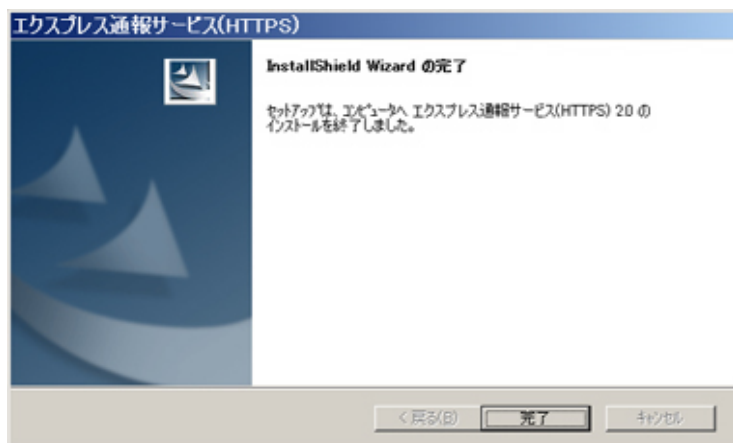 エクスプレス通報サービス(HTTPS)
InstallShield Wizard の完了
セットアップは、コンピュータへ エクスプレス通報サービス(HTTPS) 2.0 の
インストールを終了しました。
< 戻る(B)
完了
キャンセル